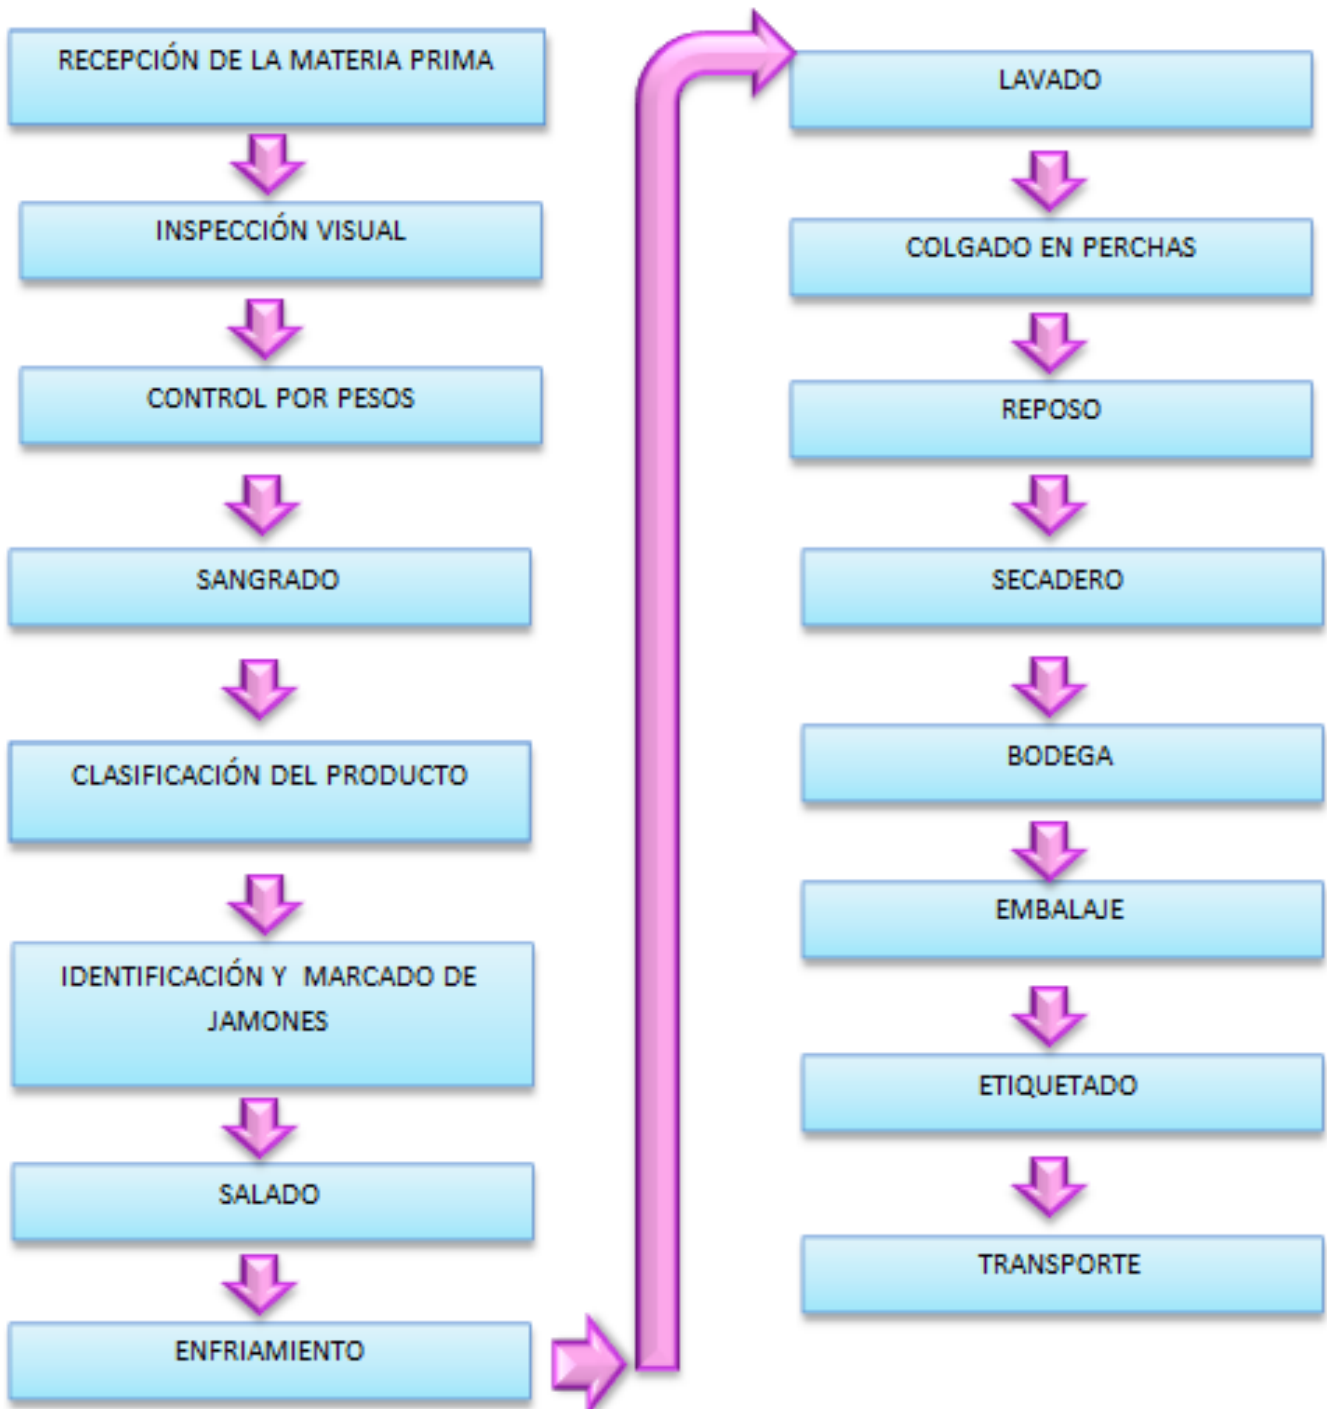 RECEPCIÓN DE LA MATERIA PRIMA
INSPECCIÓN VISUAL
CONTROL POR PESOS
SANGRADO
CLASIFICACIÓN DEL PRODUCTO
IDENTIFICACIÓN Y MARCADO DE
JAMONES
SALADO
ENFRIAMIENTO
LAVADO
COLGADO EN PERCHAS
REPOSO
SECADERO
BODEGA
EMBALAJE
ETIQUETADO
TRANSPORTE